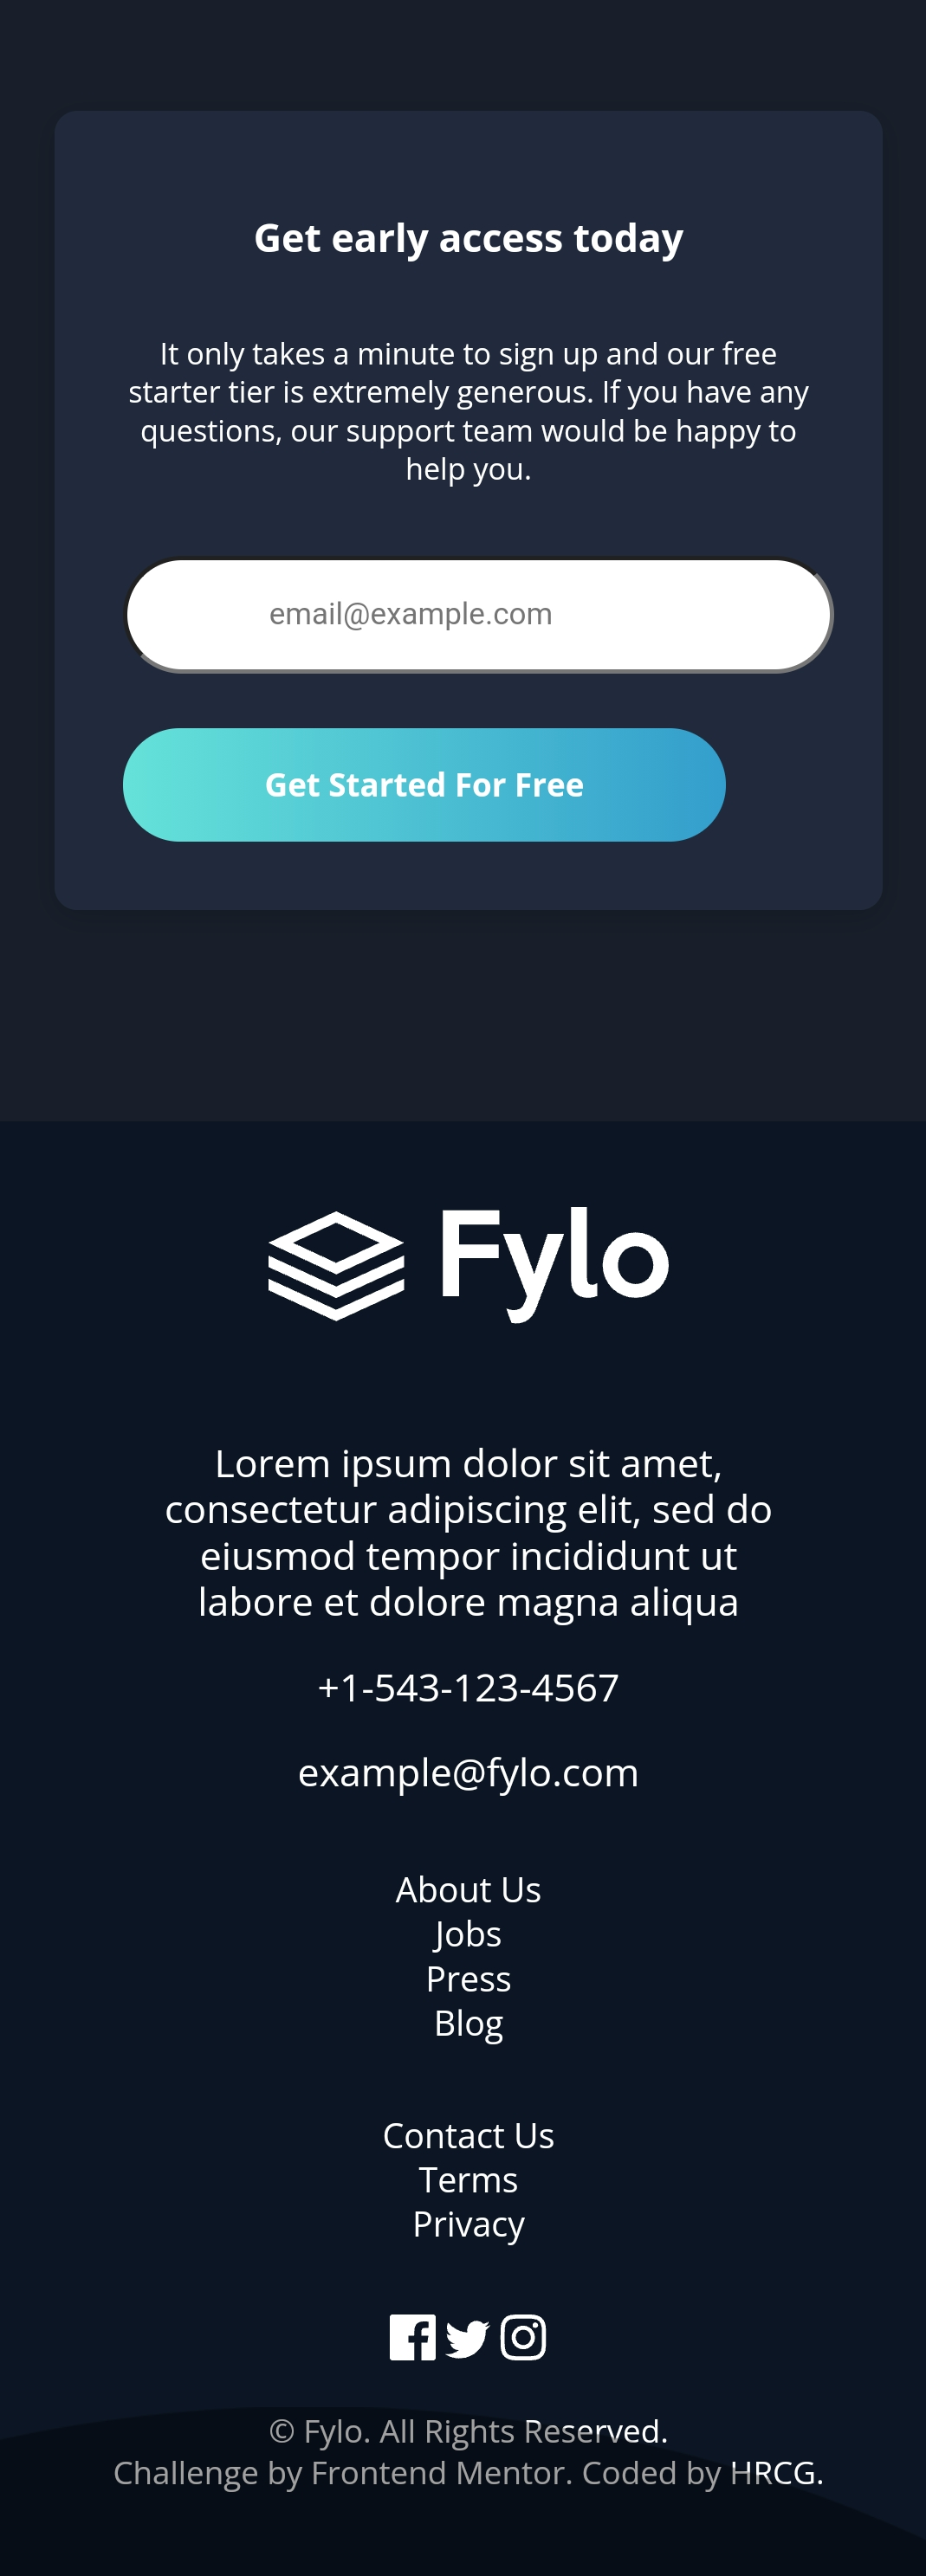 Get early access today
It only takes a minute to sign up and our free
starter tier is extremely generous. If you have any
questions, our support team would be happy to
help you.
email@example.com
Get Started For Free
Fylo
Lorem ipsum dolor sit amet,
consectetur adipiscing elit, sed do
eiusmod tempor incididunt ut
labore et dolore magna aliqua
+1-543-123-4567
example@fylo.com
About Us
Jobs
Press
Blog
Contact Us
Terms
Privacy
© Fylo. All Rights Reserved.
Challenge by Frontend Mentor. Coded by HRCG.